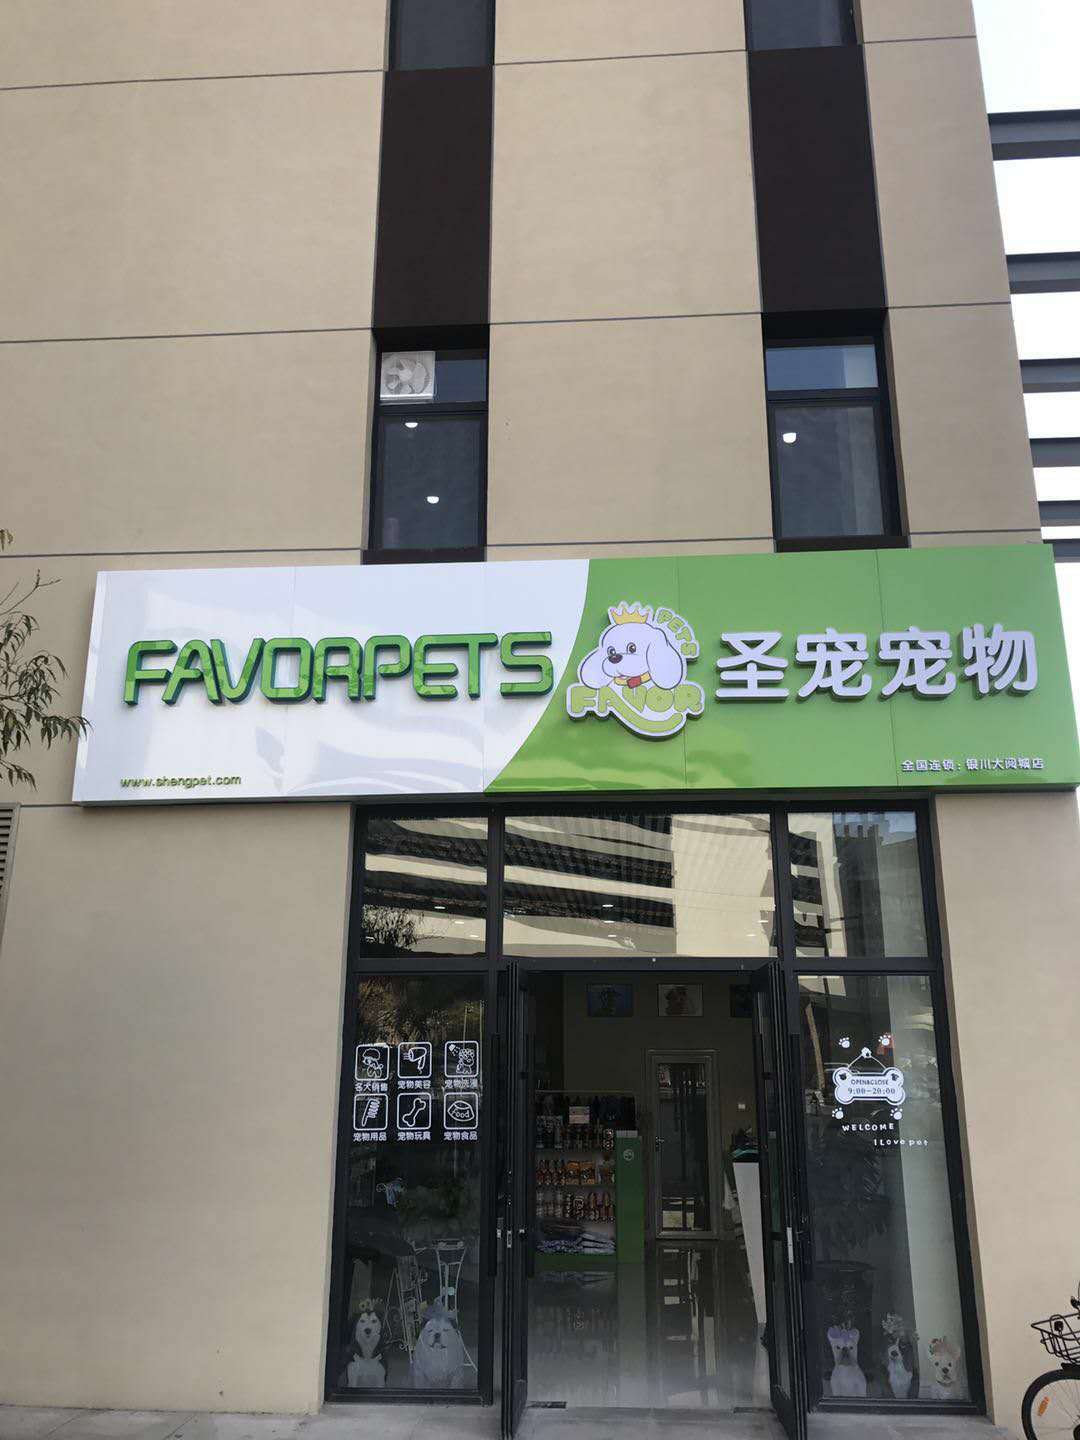 FAVORPETS
PETS
FAVOR
圣宠宠物
www.shengpet.com
全国连锁：银川大阅城店
名犬销售 宠物美容 宠物洗澡
宠物用品 宠物玩具 宠物食品
Food
OPEN&CLOSE
9:00-20:00
WELCOME
I Love pet